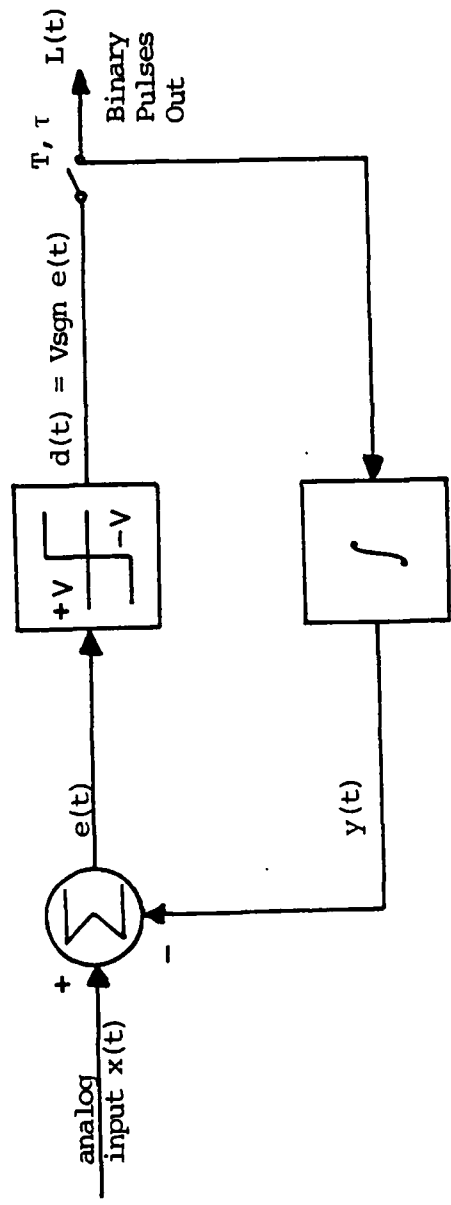 analog
input x(t)
+
-
Σ
e(t)
+V
-V
d(t) = Vsgn e(t)
T, τ
L(t)
Binary
Pulses
Out
∫
y(t)